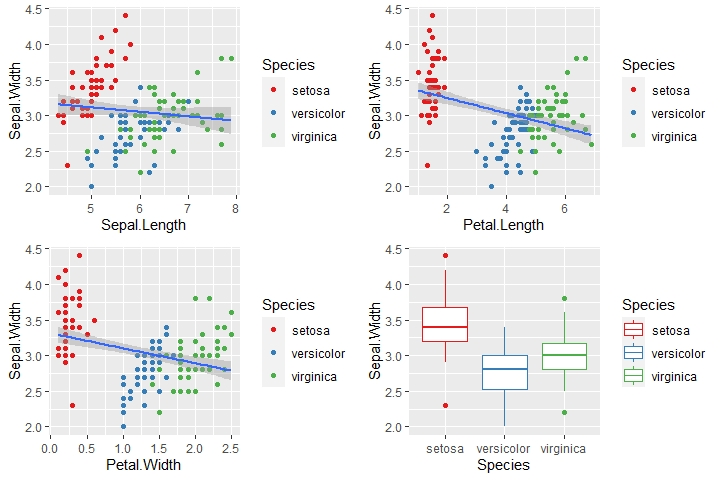 4.5
4.0
3.5
3.0
2.5
2.0
Sepal.Width
5 6 7 8
Sepal.Length
Species
setosa
versicolor
virginica
4.5
4.0
3.5
3.0
2.5
2.0
Sepal.Width
2 4 6
Petal.Length
Species
setosa
versicolor
virginica
4.5
4.0
3.5
3.0
2.5
2.0
Sepal.Width
0.0 0.5 1.0 1.5 2.0 2.5
Petal.Width
Species
setosa
versicolor
virginica
4.5
4.0
3.5
3.0
2.5
2.0
Sepal.Width
setosa versicolor virginica
Species
Species
setosa
versicolor
virginica